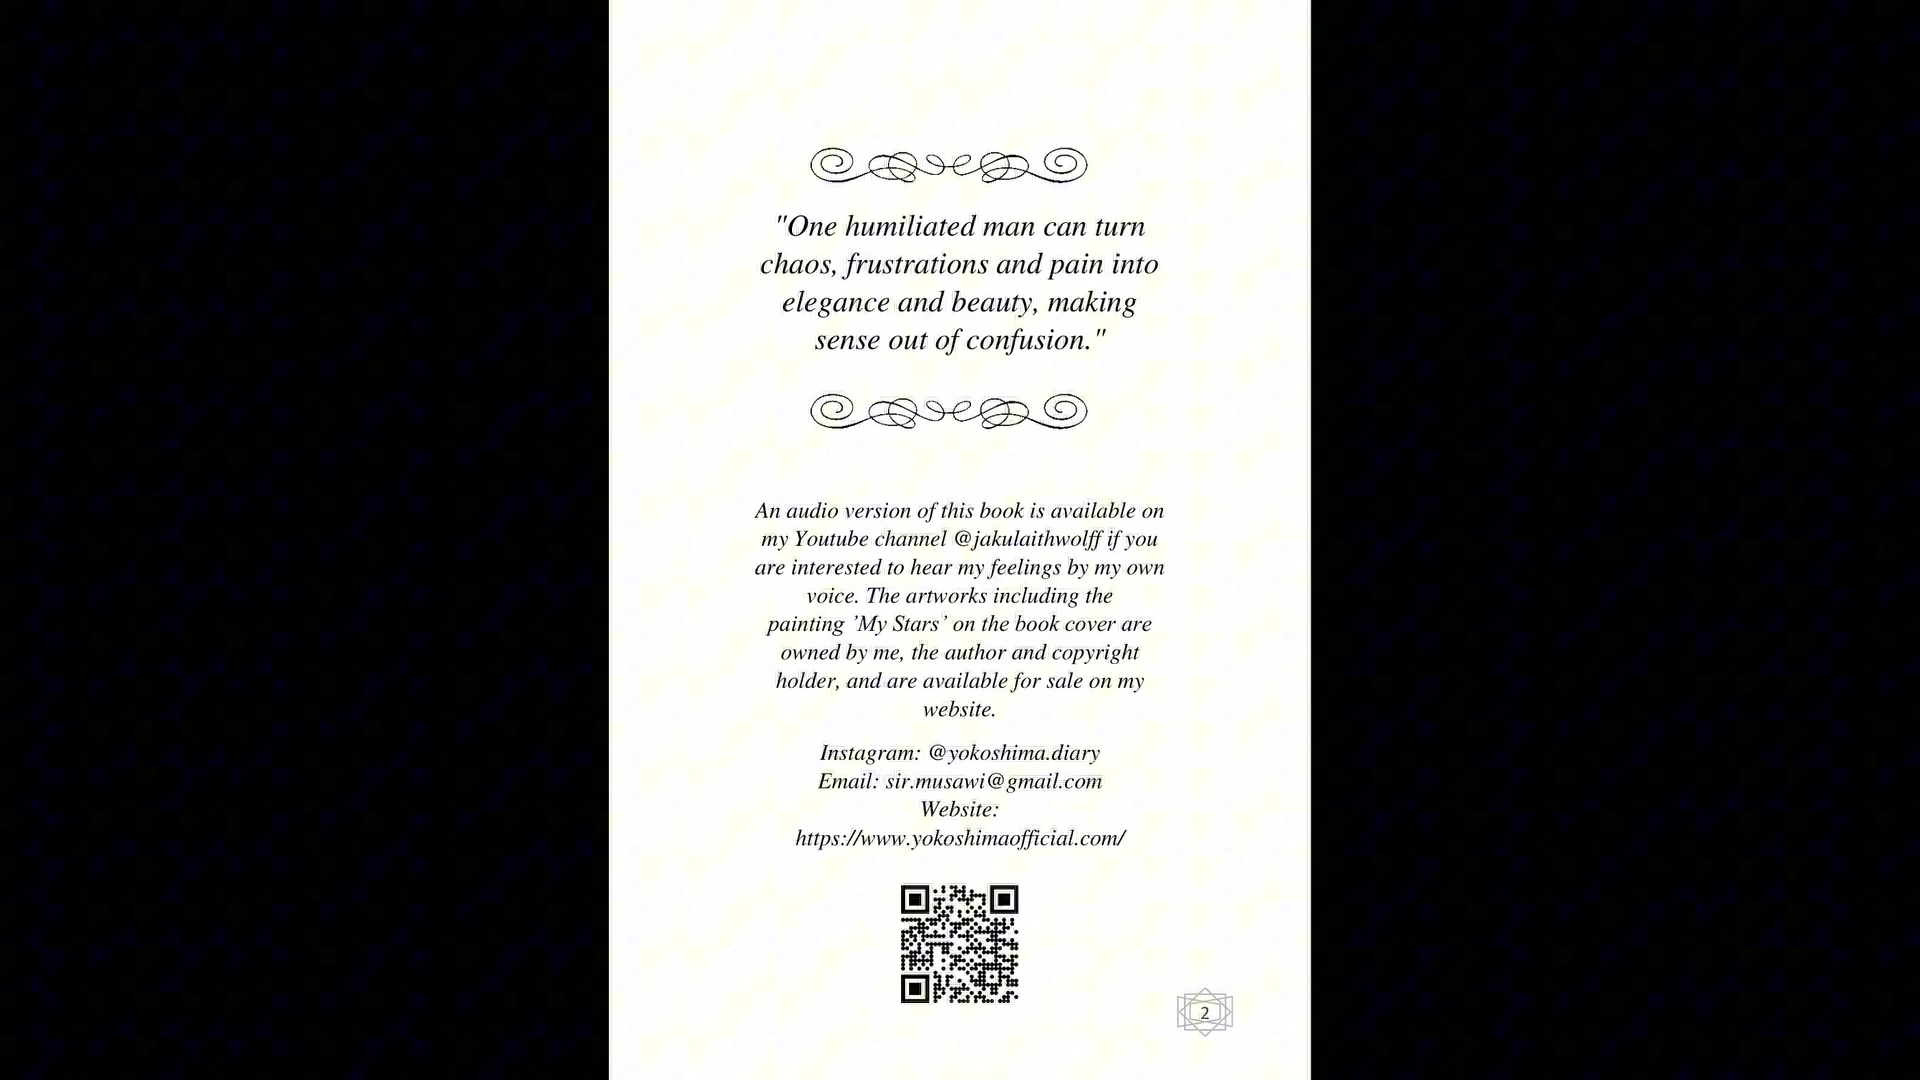 "One humiliated man can turn
chaos, frustrations and pain into
elegance and beauty, making
sense out of confusion."
An audio version of this book is available on
my Youtube channel @jakulaithwolff if you
are interested to hear my feelings by my own
voice. The artworks including the
painting 'My Stars' on the book cover are
owned by me, the author and copyright
holder, and are available for sale on my
website.
Instagram: @yokoshima.diary
Email: sir.musawi@gmail.com
Website:
https://www.yokoshimaofficial.com/
2